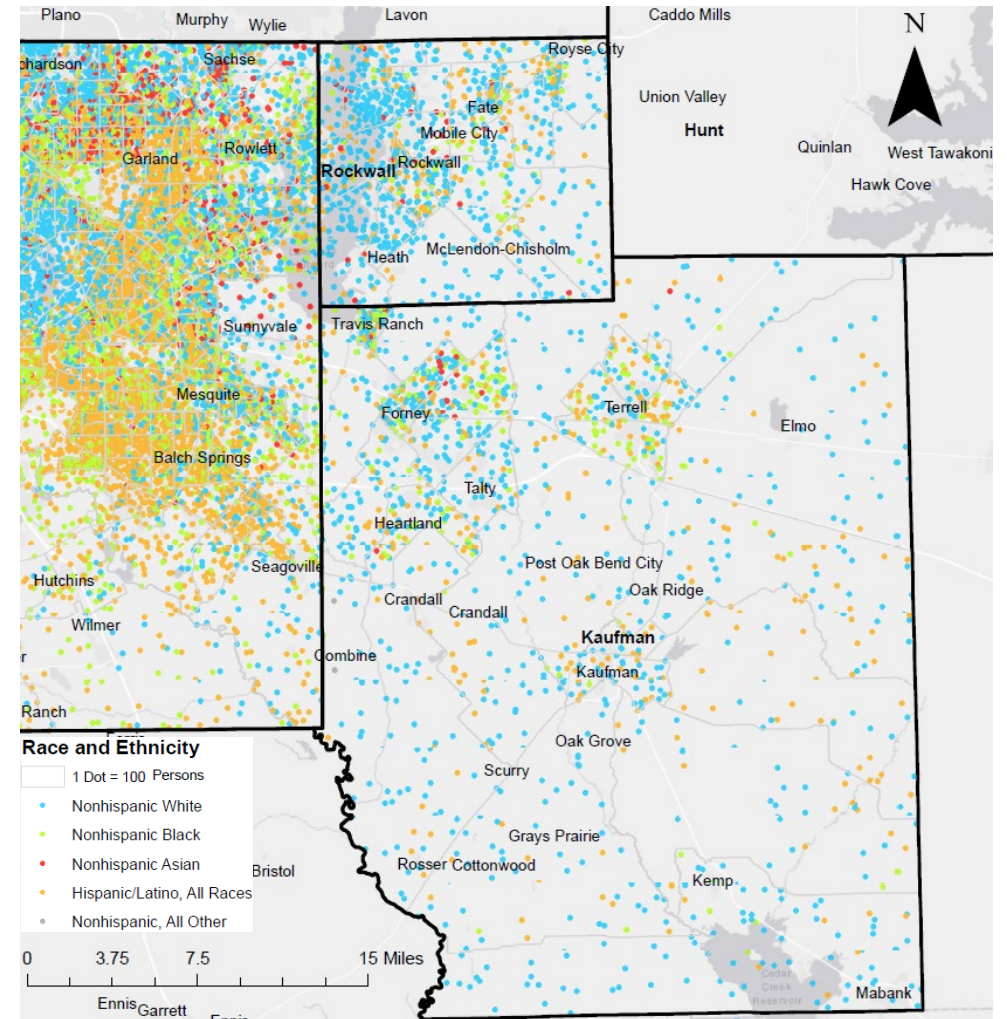 Plano
Murphy
Wylie
Lavon
Caddo Mills
N
chardson
Sachse
Royse City
Union Valley
Hunt
Fate
Mobile City
Garland
Rowlett
Rockwall
Rockwall
Quinlan
West Tawakoni
Hawk Cove
Heath
McLendon-Chisholm
Sunnyvale
Travis Ranch
Mesquite
Forney
Terrell
Elmo
Balch Springs
Talty
Heartland
Seagoville
Post Oak Bend City
Hutchins
Crandall
Crandall
Oak Ridge
Wilmer
Kaufman
Combine
Kaufman
r
Ranch
Oak Grove
Race and Ethnicity
1 Dot = 100 Persons
Nonhispanic White
Nonhispanic Black
Nonhispanic Asian
Hispanic/Latino, All Races
Nonhispanic, All Other
Scurry
Grays Prairie
Bristol
Rosser
Cottonwood
Kemp
0 3.75 7.5 15 Miles
Cedar
Creek
Reservoir
Mabank
Ennis
Garrett